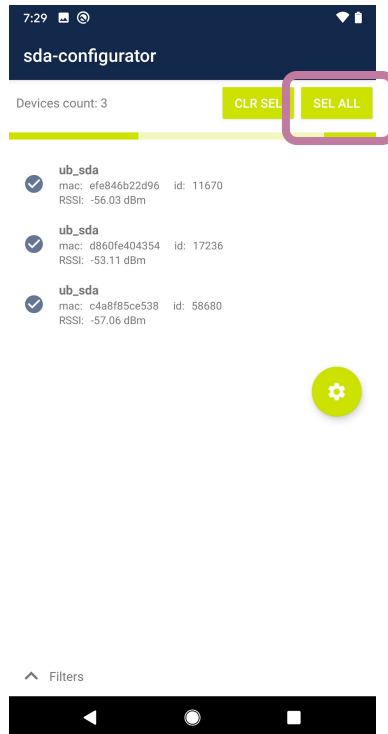 7:29
sda-configurator
Devices count: 3 CLR SEL SEL ALL
ub_sda
mac: efe846b22d96 id: 11670
RSSI: -56.03 dBm
ub_sda
mac: d860fe404354 id: 17236
RSSI: -53.11 dBm
ub_sda
mac: c4a8f85ce538 id: 58680
RSSI: -57.06 dBm
Filters